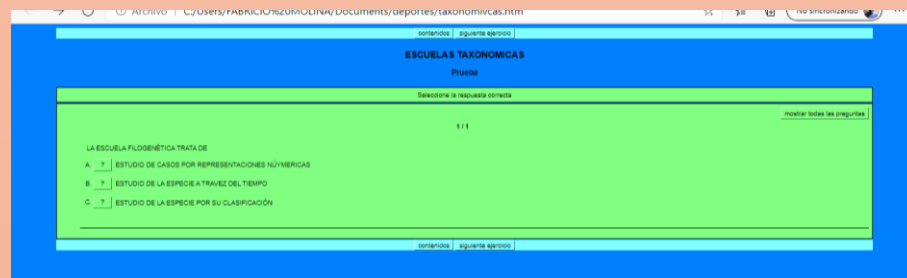 Archivo | C:/Users/FABRICIO%20MOLINA/Documents/deportes/taxonomivcas.htm
No sincronizando
contenidos siguiente ejercicio
ESCUELAS TAXONOMICAS
Prueba
Seleccione la respuesta correcta
mostrar todas las preguntas
1 / 1
LA ESCUELA FILOGENÉTICA TRATA DE
A. ? ESTUDIO DE CASOS POR REPRESENTACIONES NÚYMERICAS
B. ? ESTUDIO DE LA ESPECIE A TRAVEZ DEL TIEMPO
C. ? ESTUDIO DE LA ESPECIE POR SU CLASIFICACIÓN
contenidos siguiente ejercicio